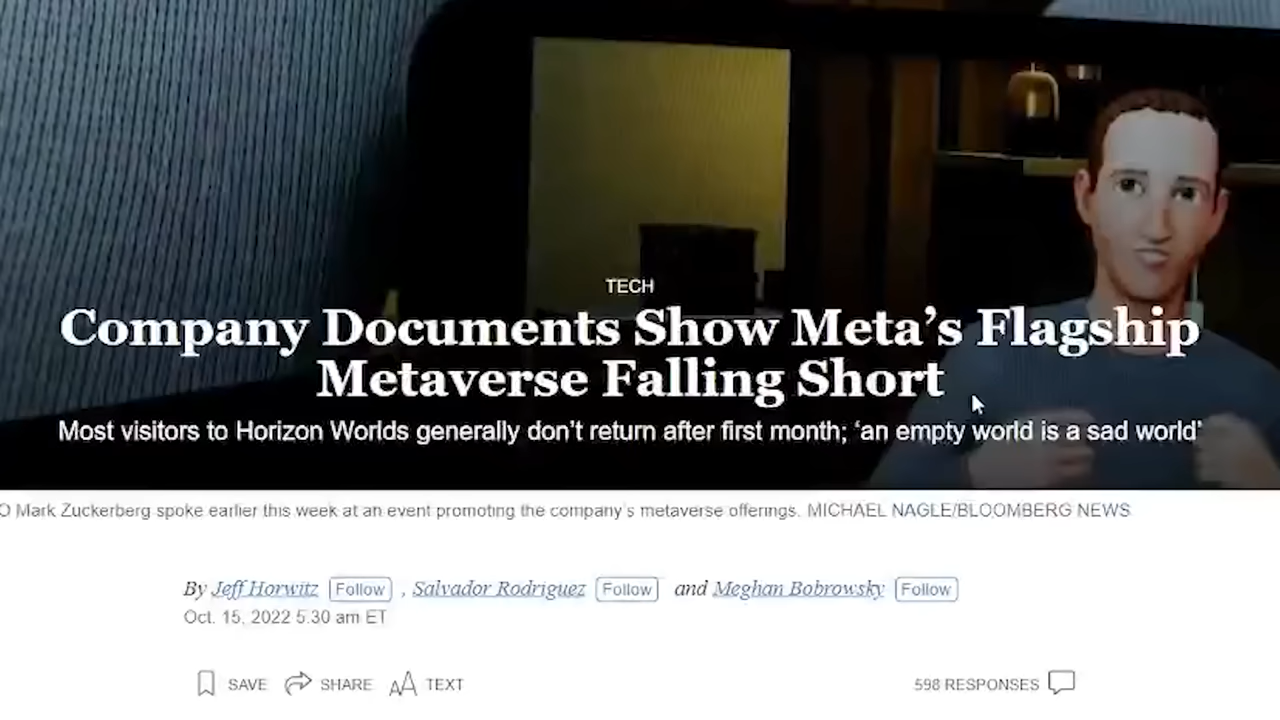 TECH
Company Documents Show Meta’s Flagship
Metaverse Falling Short
Most visitors to Horizon Worlds generally don’t return after first month; ‘an empty world is a sad world’
O Mark Zuckerberg spoke earlier this week at an event promoting the company’s metaverse offerings. MICHAEL NAGLE/BLOOMBERG NEWS
By Jeff Horwitz Follow , Salvador Rodriguez Follow and Meghan Bobrowsky Follow
Oct. 15, 2022 5:30 am ET
SAVE SHARE AA TEXT 598 RESPONSES